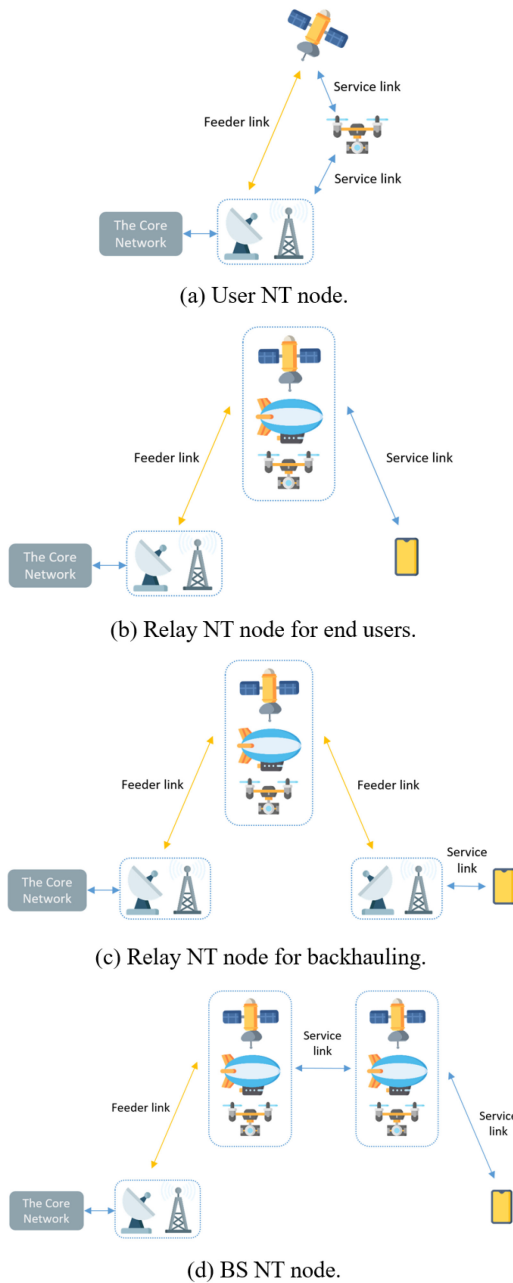 Service link
Feeder link
Service link
The Core
Network
(a) User NT node.
Feeder link
Service link
The Core
Network
(b) Relay NT node for end users.
Feeder link
Feeder link
Service
link
The Core
Network
(c) Relay NT node for backhauling.
Service
link
Feeder link
Service
link
The Core
Network
(d) BS NT node.